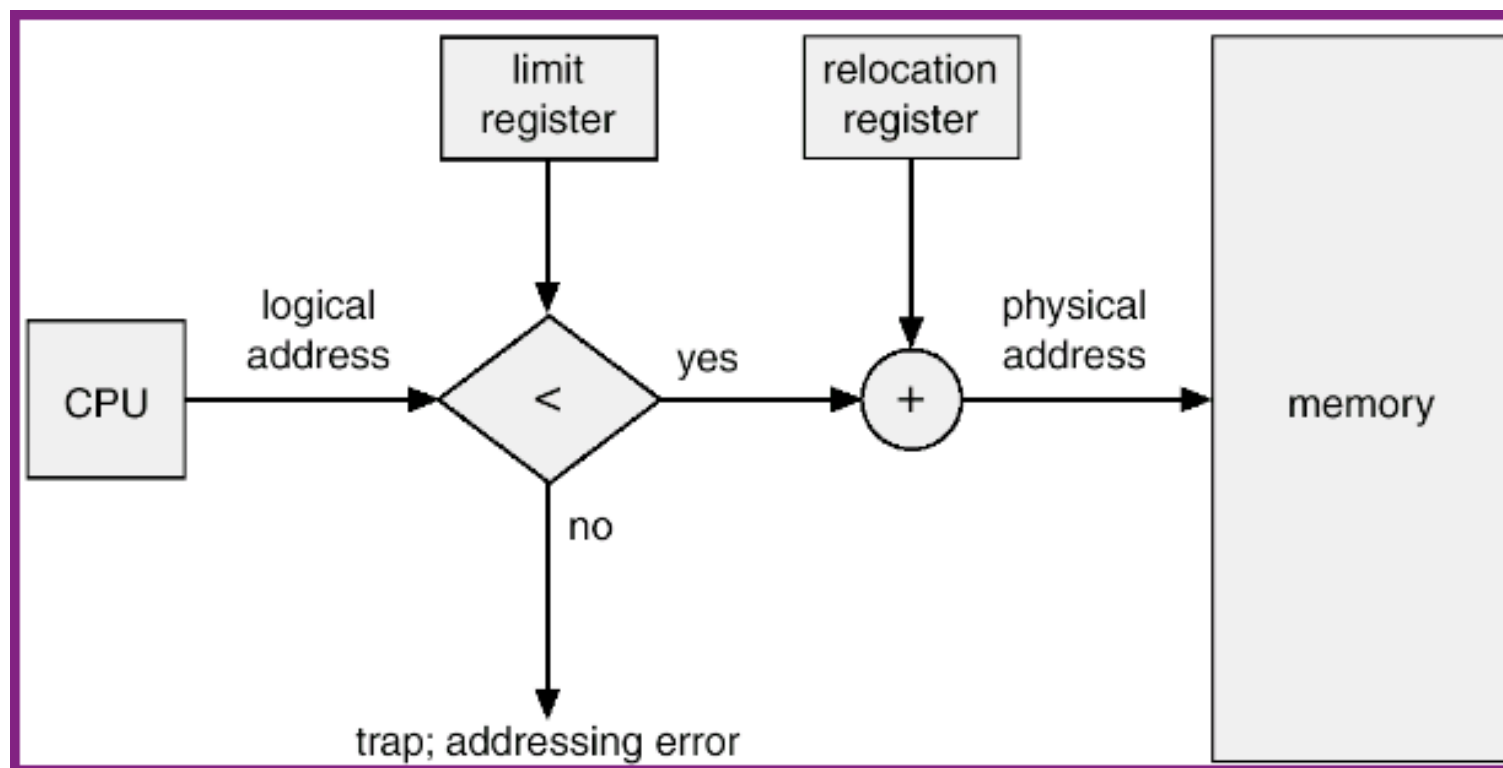 limit
register
relocation
register
logical
address
physical
address
CPU
<
yes
+
memory
no
trap; addressing error